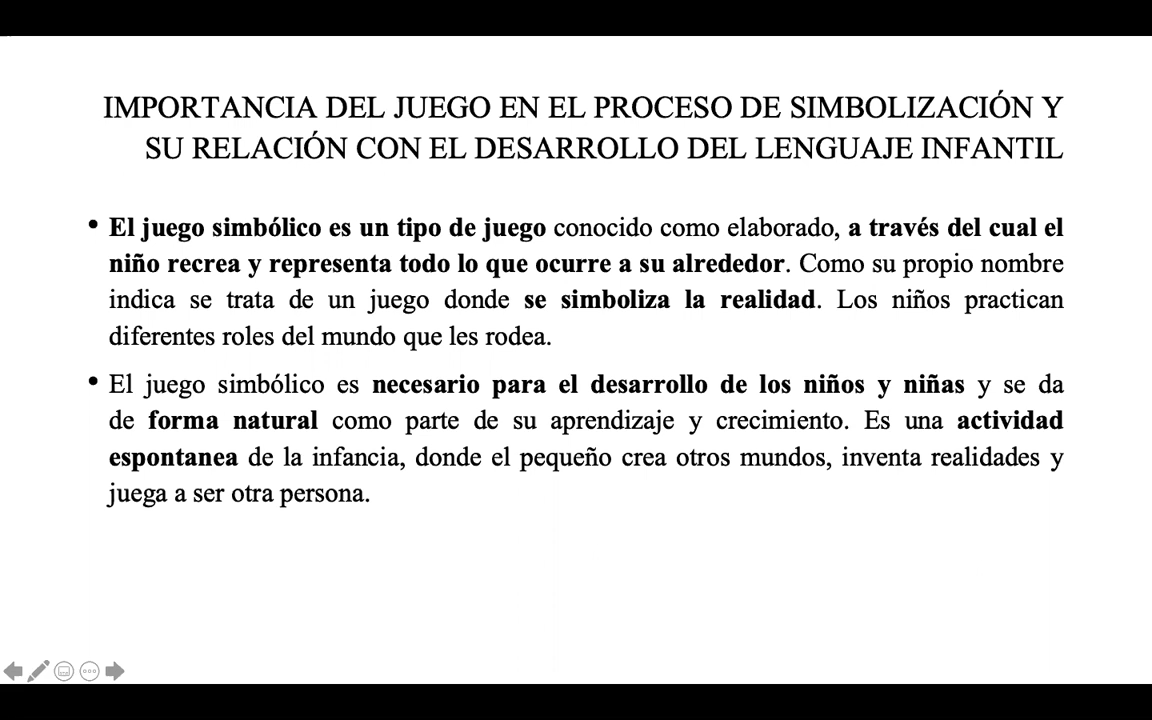 IMPORTANCIA DEL JUEGO EN EL PROCESO DE SIMBOLIZACIÓN Y
SU RELACIÓN CON EL DESARROLLO DEL LENGUAJE INFANTIL
• El juego simbólico es un tipo de juego conocido como elaborado, a través del cual el
niño recrea y representa todo lo que ocurre a su alrededor. Como su propio nombre
indica se trata de un juego donde se simboliza la realidad. Los niños practican
diferentes roles del mundo que les rodea.
• El juego simbólico es necesario para el desarrollo de los niños y niñas y se da
de forma natural como parte de su aprendizaje y crecimiento. Es una actividad
espontanea de la infancia, donde el pequeño crea otros mundos, inventa realidades y
juega a ser otra persona.